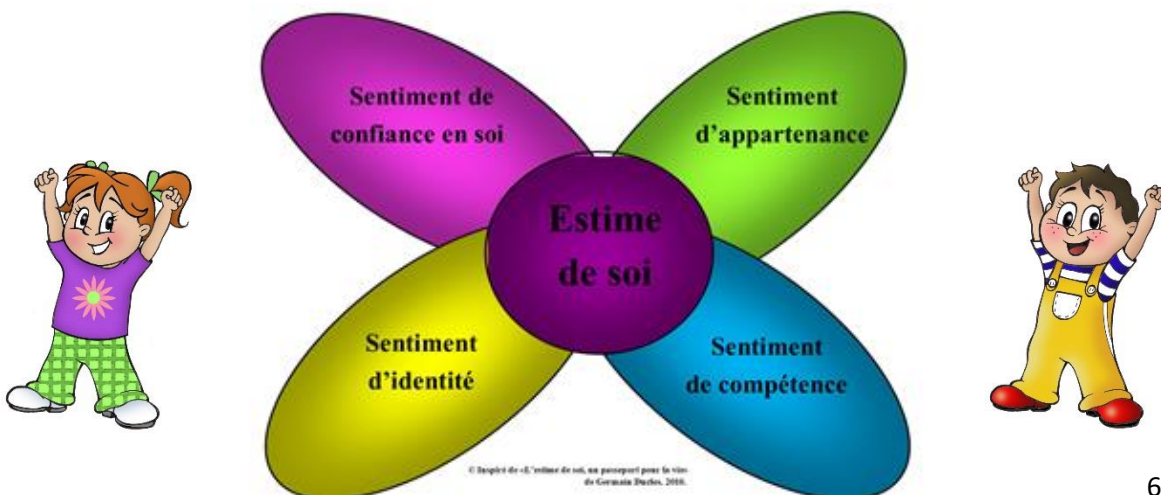 Sentiment de
confiance en soi
Sentiment
d’appartenance
Estime
de soi
Sentiment
d’identité
Sentiment
de compétence
© Inspiré de «L’estime de soi, un passeport pour la vie»
de Germain Duclos, 2010.
6